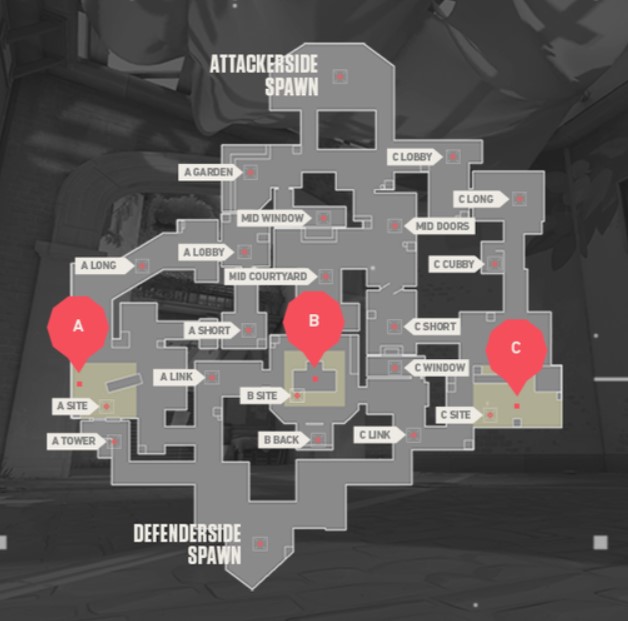 ATTACKERSIDE
SPAWN
C LOBBY
A GARDEN
C LONG
MID WINDOW
MID DOORS
A LOBBY
A LONG
C CUBBY
MID COURTYARD
A
B
A SHORT
C SHORT
C
A LINK
C WINDOW
B SITE
A SITE
C SITE
A TOWER
B BACK
C LINK
DEFENDERSIDE
SPAWN